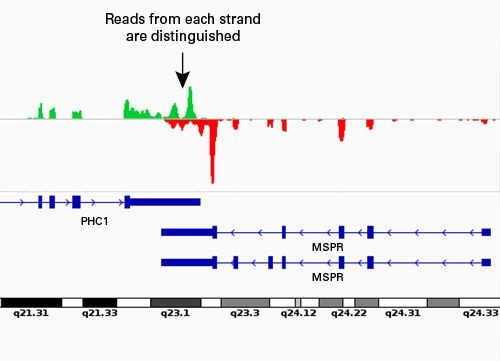 Reads from each strand
are distinguished
PHC1
MSPR
MSPR
q21.31 q21.33 q23.1 q23.3 q24.12 q24.22 q24.31 q24.33